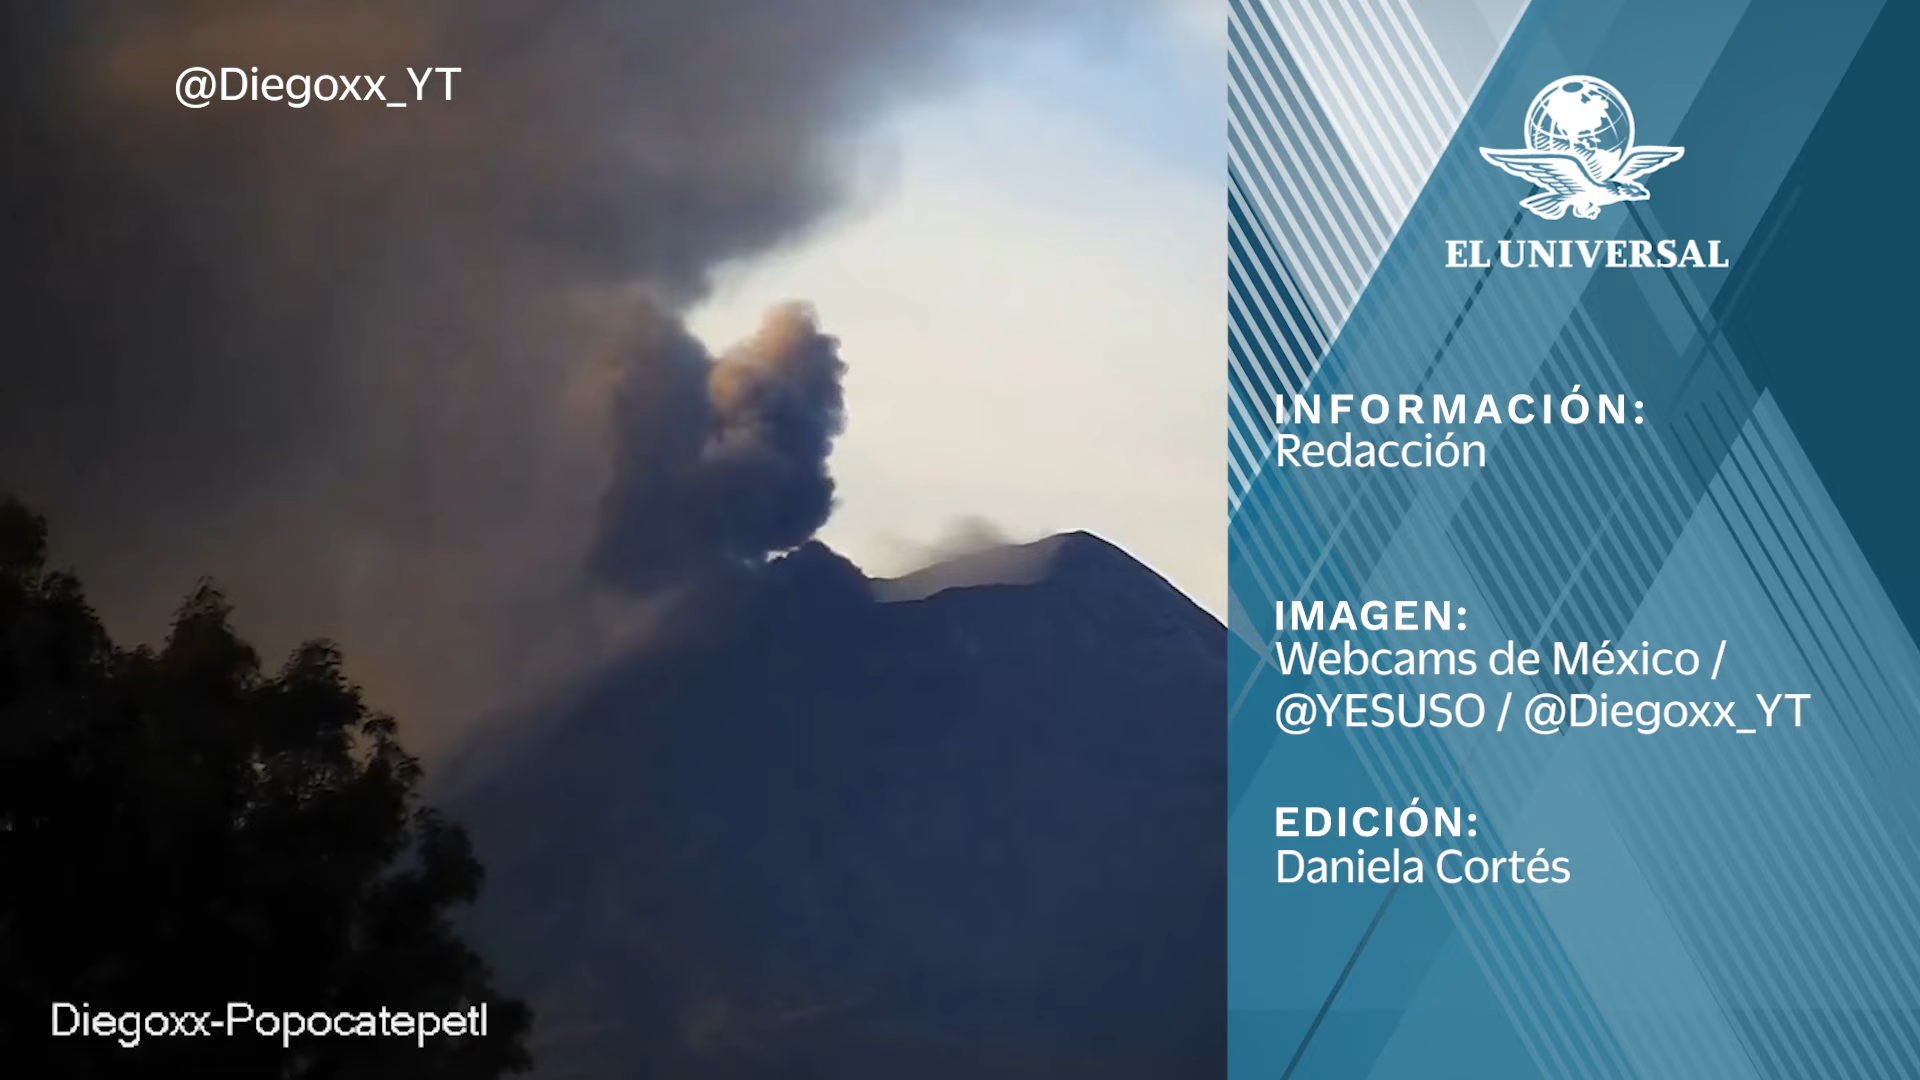 @Diegoxx_YT
Diegoxx-Popocatepetl
EL UNIVERSAL
INFORMACIÓN:
Redacción
IMAGEN:
Webcams de México /
@YESUSO / @Diegoxx_YT
EDICIÓN:
Daniela Cortés